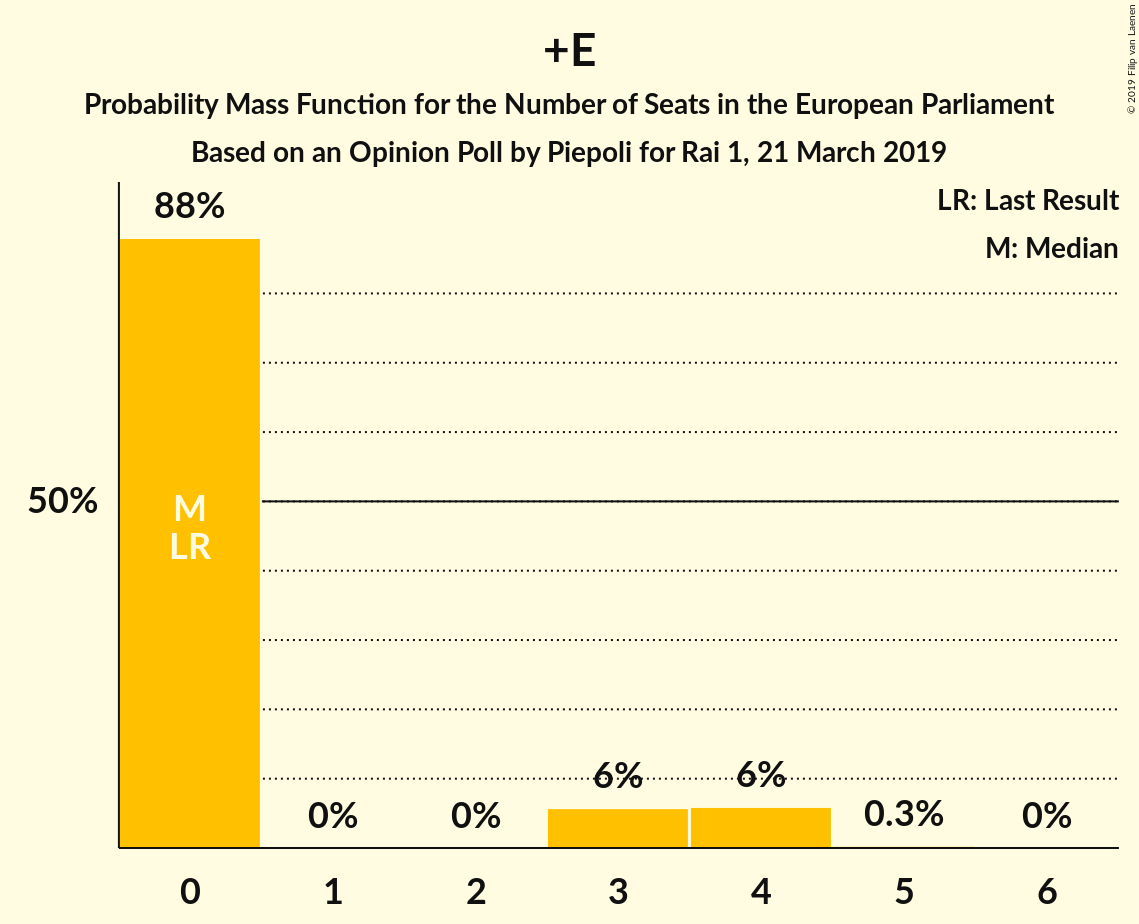 +E
Probability Mass Function for the Number of Seats in the European Parliament
Based on an Opinion Poll by Piepoli for Rai 1, 21 March 2019
© 2019 Filip van Laenen
LR: Last Result
M: Median
88%
50%
M
LR
0%
0%
6%
6%
0.3%
0%
0
1
2
3
4
5
6